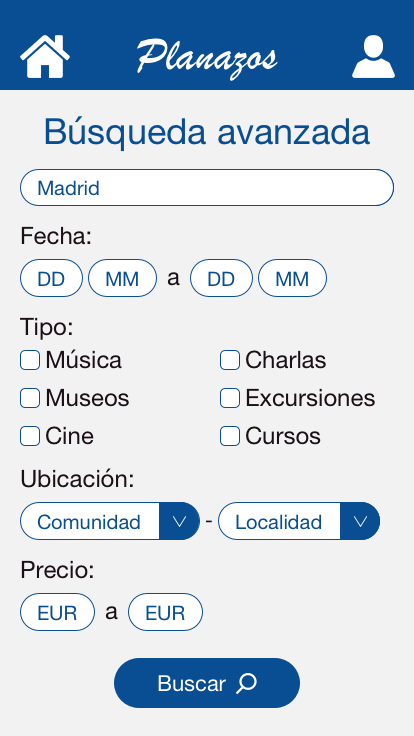 Planazos
Búsqueda avanzada
Madrid
Fecha:
DD MM a DD MM
Tipo:
Música Charlas
Museos Excursiones
Cine Cursos
Ubicación:
Comunidad - Localidad
Precio:
EUR a EUR
Buscar